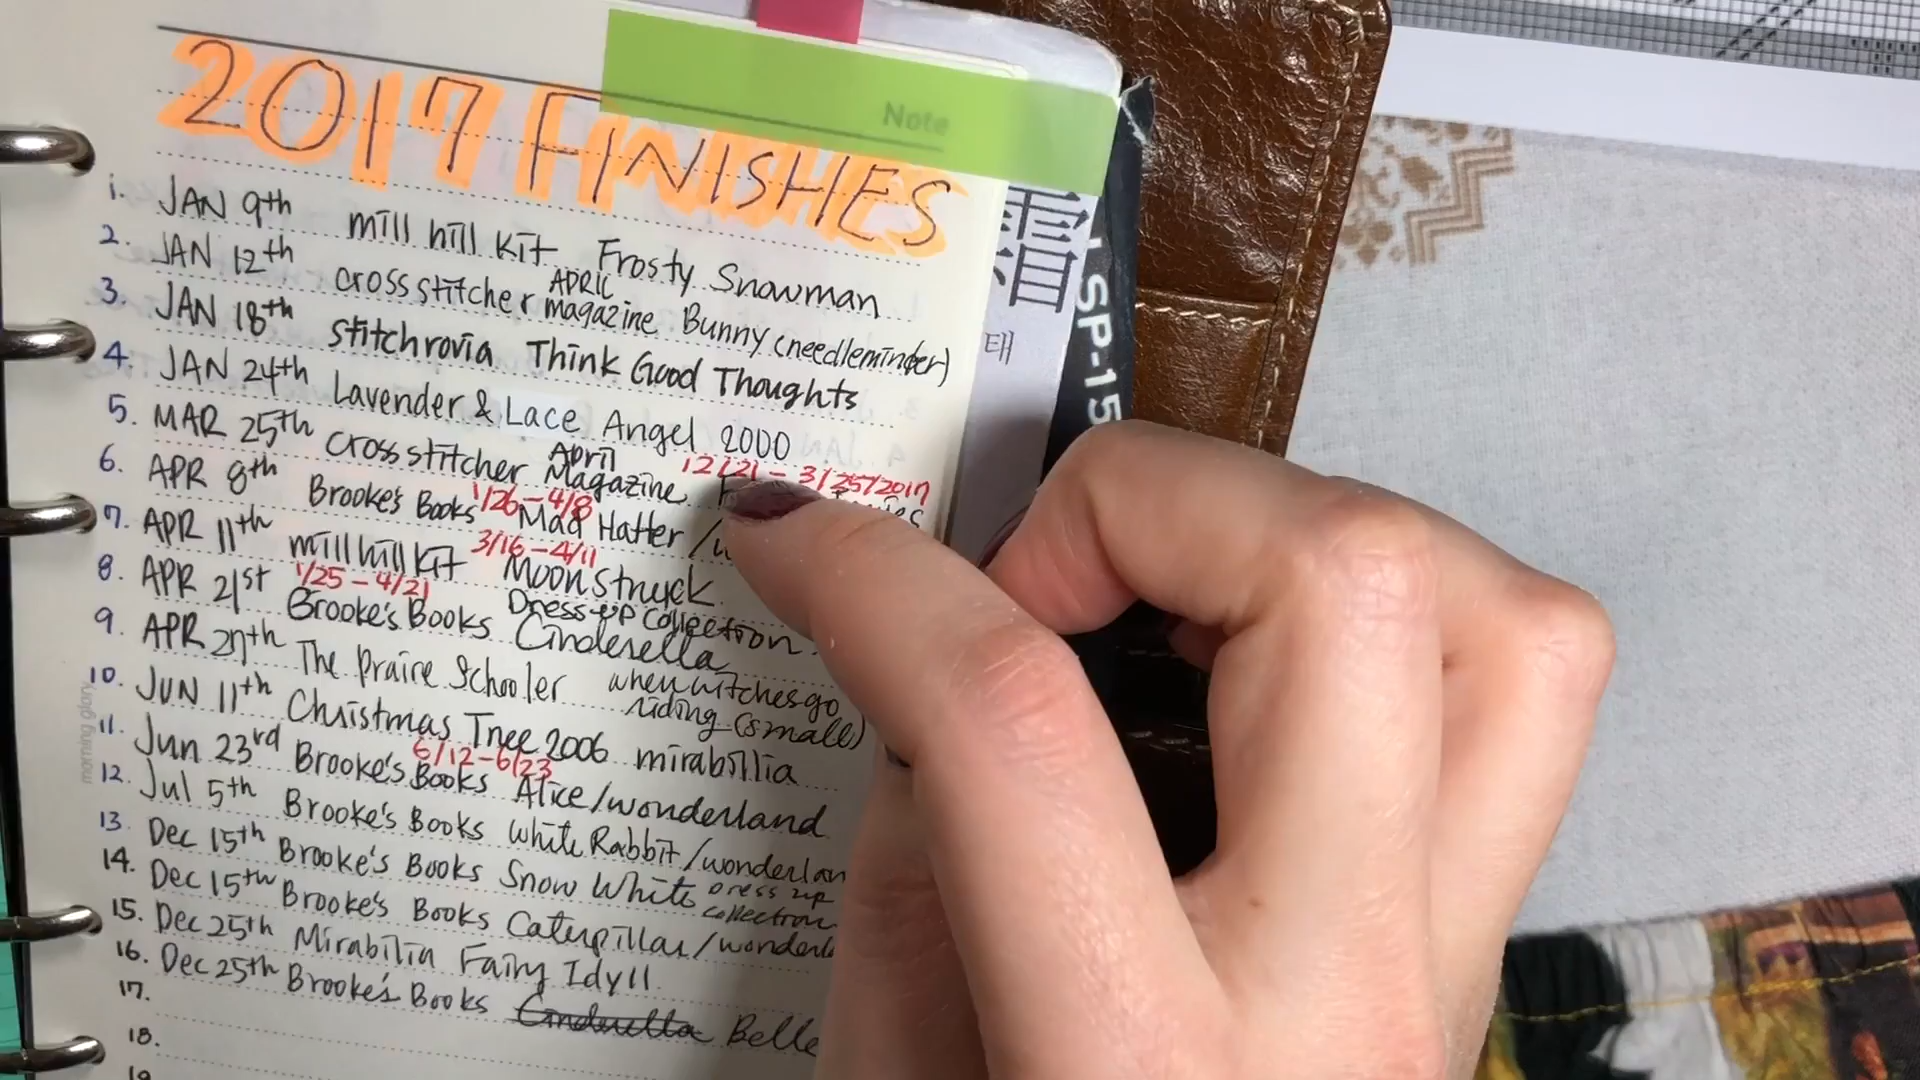 Note
2017 FINISHES
1. JAN 9th mill hill kit Frosty Snowman
2. JAN 12th cross stitcher APRIL magazine Bunny (needleminder)
3. JAN 18th Stitchrovia Think Good Thoughts
4. JAN 24th Lavender & Lace Angel 2000
5. MAR 25th cross stitcher April Magazine 12/21 - 3/25/2017
6. APR 8th Brooke's Books 1/26 - 4/8 Mad Hatter /
7. APR 11th mill hill kit 3/16 - 4/11 Moonstruck
8. APR 21st 1/25 - 4/21 Brooke's Books Dress-up collection Cinderella
9. APR 27th The Praire Schooler when witches go riding (small)
10. JUN 11th Christmas Tree 2006 mirabillia
11. Jun 23rd Brooke's Books 6/12-6/23 Alice/wonderland
12. Jul 5th Brooke's Books White Rabbit/wonderlan
13. Dec 15th Brooke's Books Snow White Dress up collection
14. Dec 15th Brooke's Books Caterpillar/wonderl
15. Dec 25th Mirabilia Fairy Idyll
16. Dec 25th Brooke's Books Cinderella Belle
17.
18.
19
morning glory
霜
태
SP-15